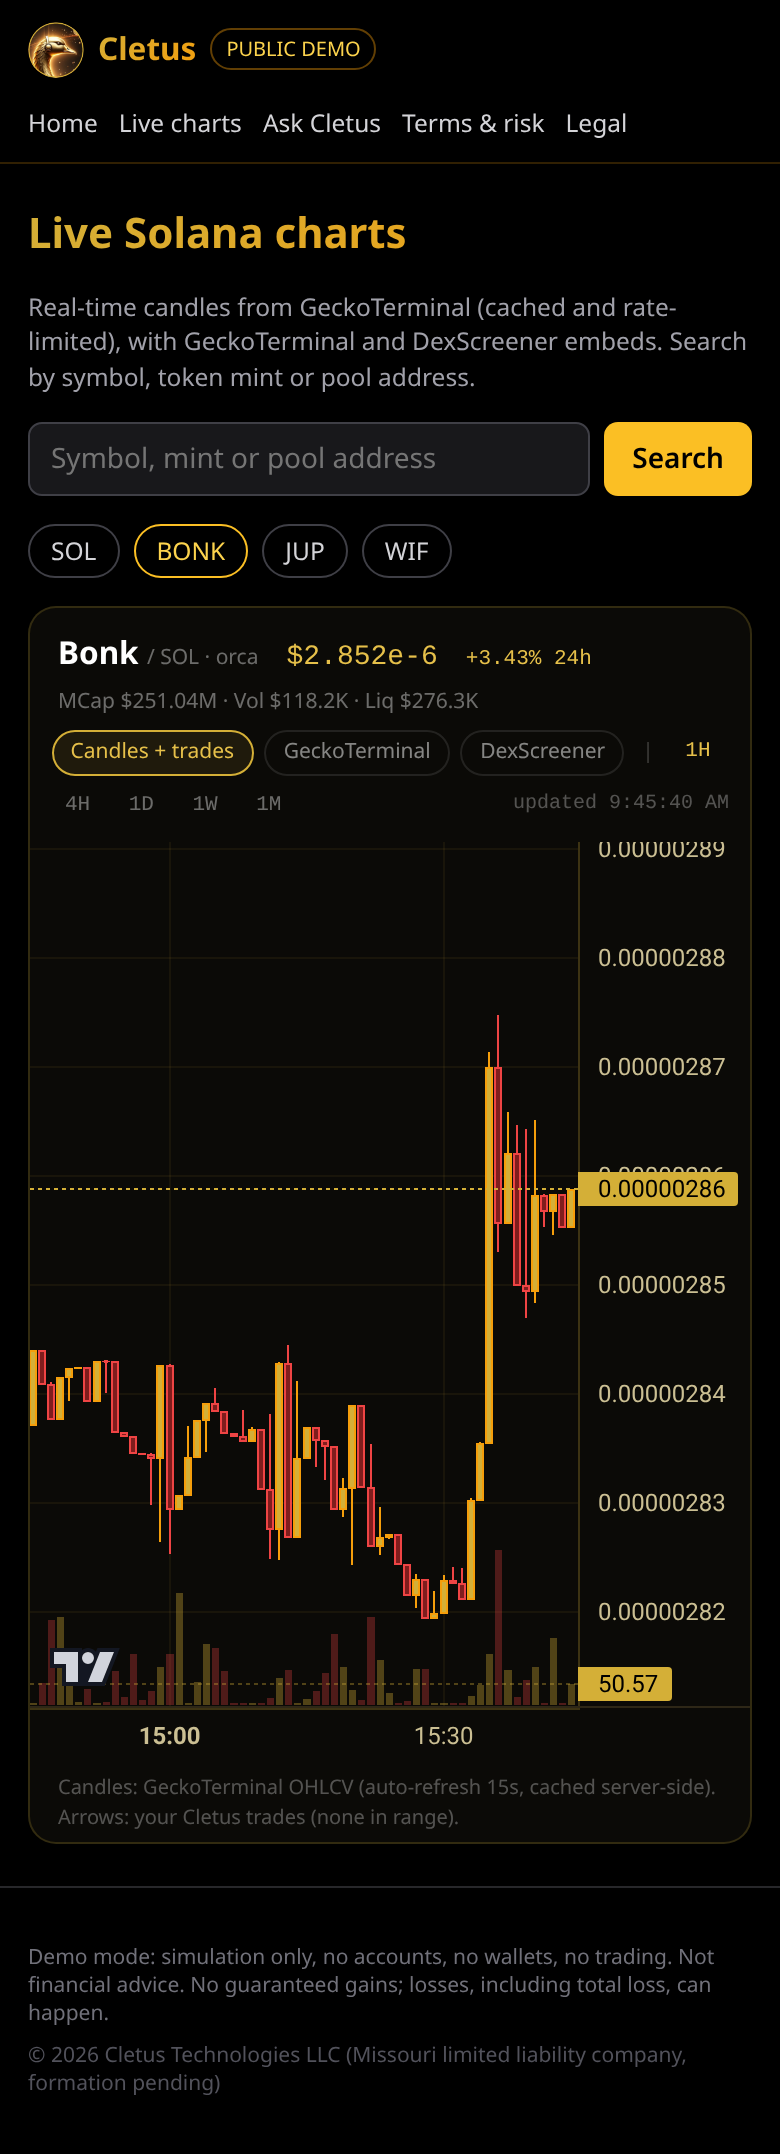 Cletus PUBLIC DEMO
Home Live charts Ask Cletus Terms & risk Legal
Live Solana charts
Real-time candles from GeckoTerminal (cached and rate-
limited), with GeckoTerminal and DexScreener embeds. Search
by symbol, token mint or pool address.
Symbol, mint or pool address Search
SOL BONK JUP WIF
Bonk / SOL · orca $2.852e-6 +3.43% 24h
MCap $251.04M · Vol $118.2K · Liq $276.3K
Candles + trades GeckoTerminal DexScreener | 1H
4H 1D 1W 1M updated 9:45:40 AM
0.00000289
0.00000288
0.00000287
0.00000286
0.00000285
0.00000284
0.00000283
0.00000282
50.57
15:00 15:30
Candles: GeckoTerminal OHLCV (auto-refresh 15s, cached server-side).
Arrows: your Cletus trades (none in range).
Demo mode: simulation only, no accounts, no wallets, no trading. Not
financial advice. No guaranteed gains; losses, including total loss, can
happen.
© 2026 Cletus Technologies LLC (Missouri limited liability company,
formation pending)